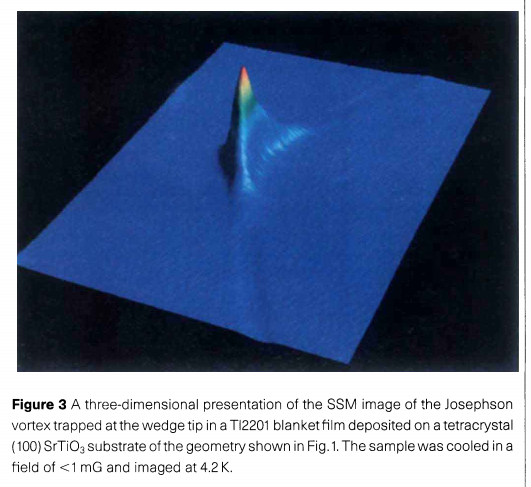 Figure 3 A three-dimensional presentation of the SSM image of the Josephson
vortex trapped at the wedge tip in a Tl2201 blanket film deposited on a tetracrystal
(100) SrTiO₃ substrate of the geometry shown in Fig. 1. The sample was cooled in a
field of <1 mG and imaged at 4.2 K.